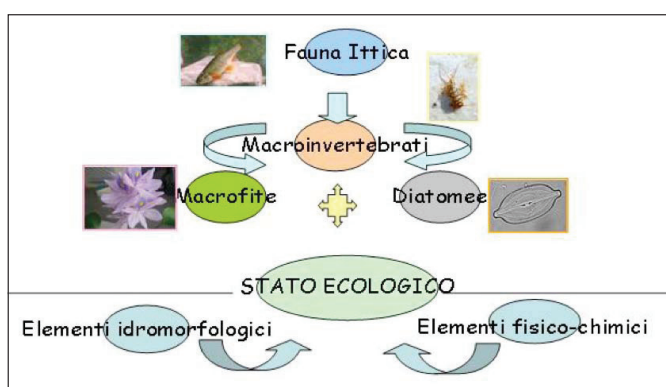 Fauna Ittica
Macroinvertebrati
Macrofite
Diatomee
STATO ECOLOGICO
Elementi idromorfologici
Elementi fisico-chimici